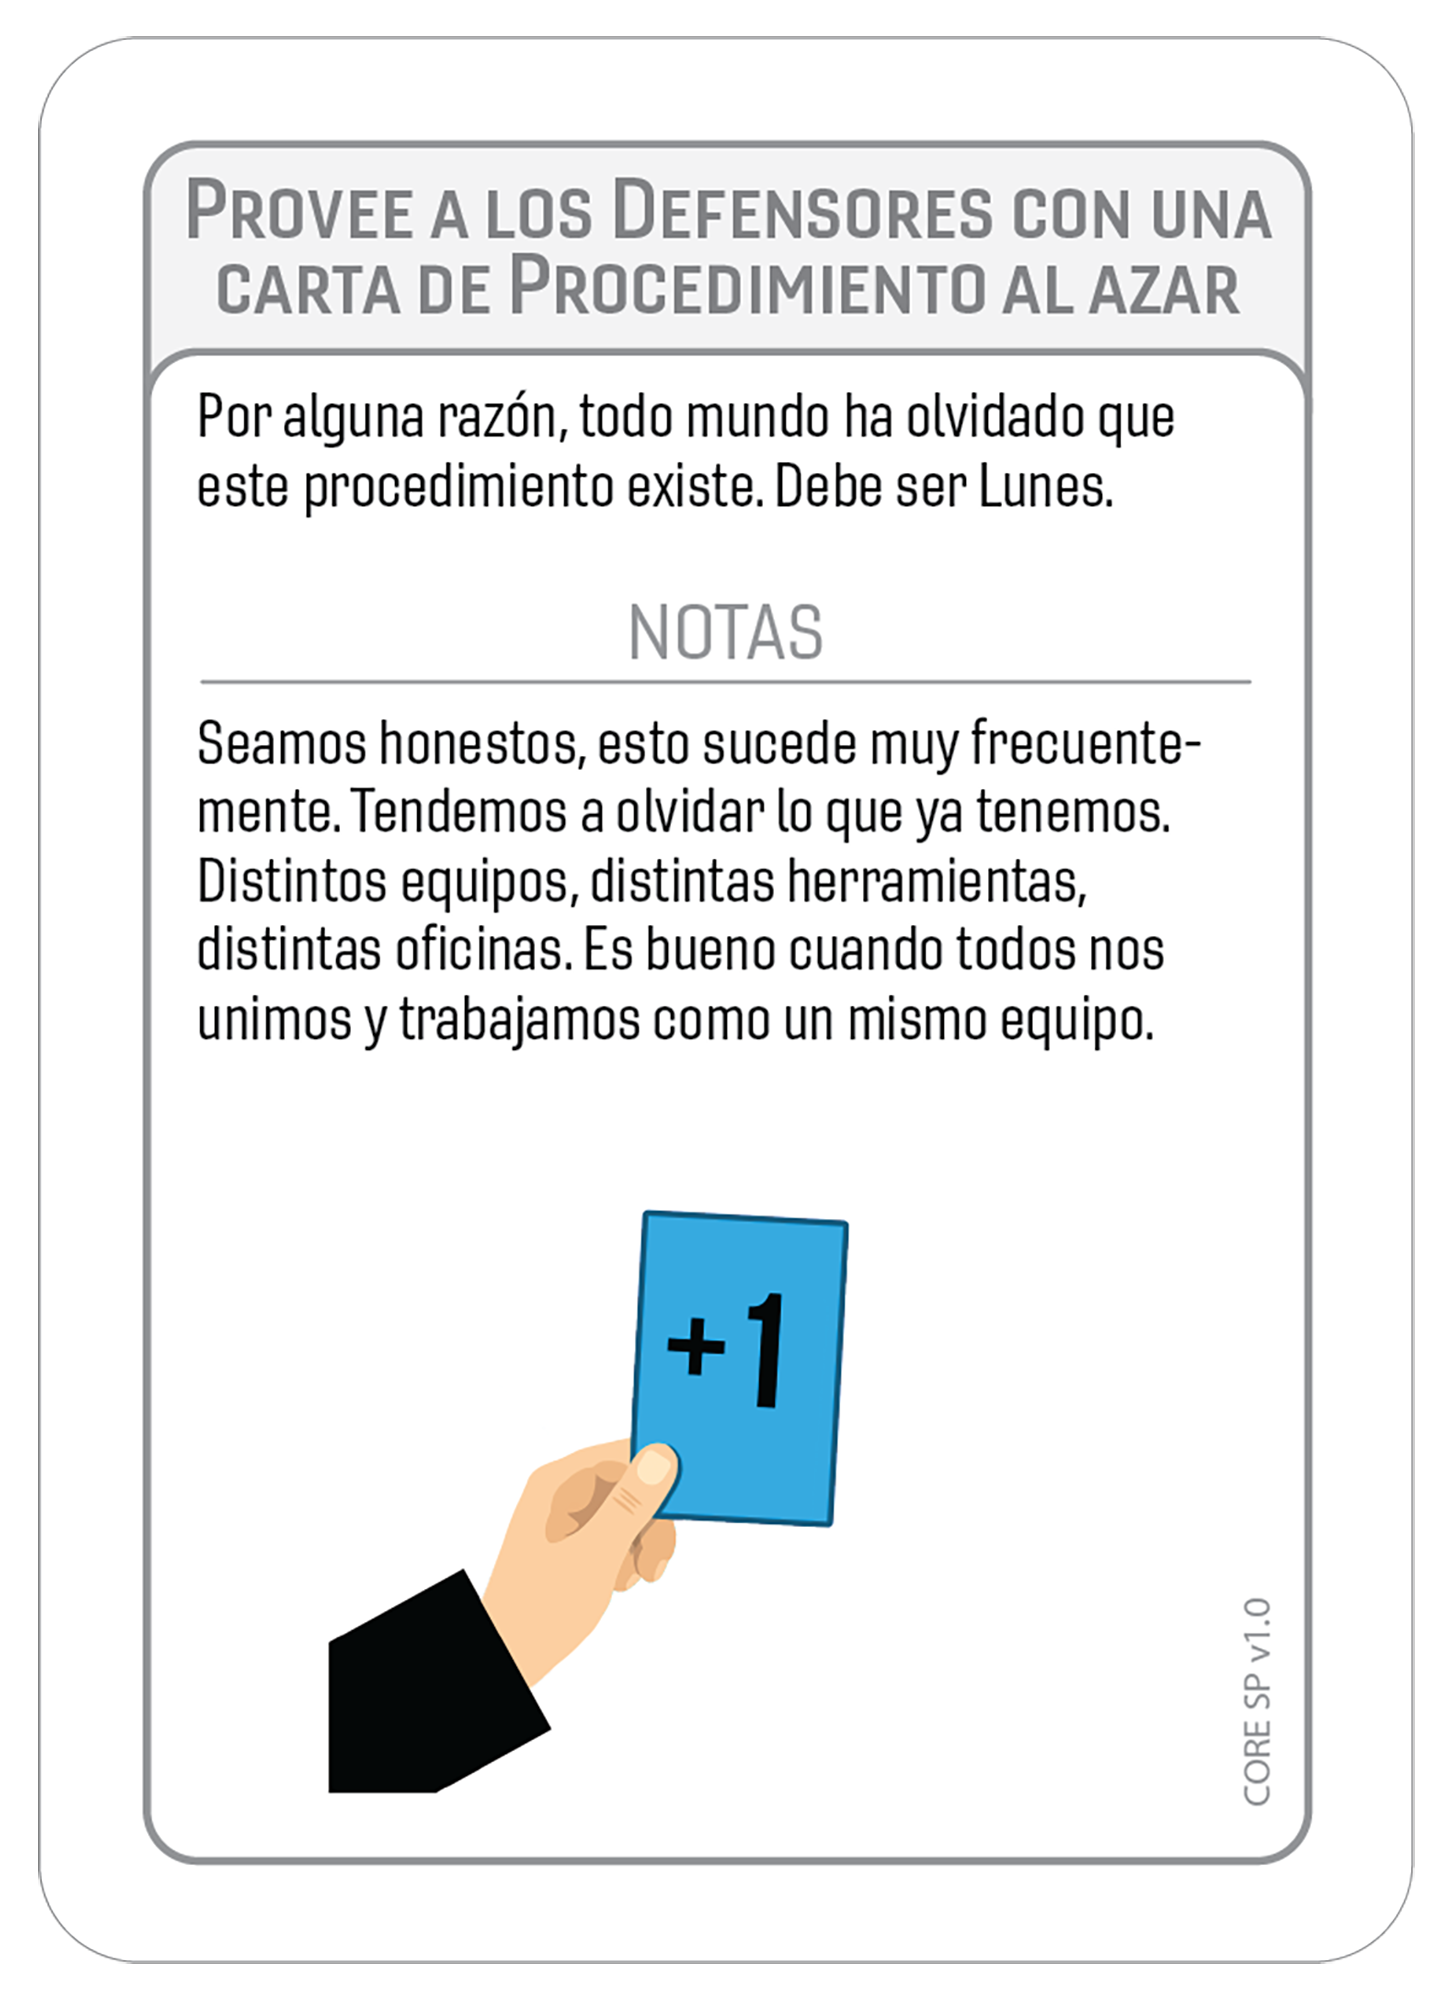 PROVEE A LOS DEFENSORES CON UNA
CARTA DE PROCEDIMIENTO AL AZAR
Por alguna razón, todo mundo ha olvidado que
este procedimiento existe. Debe ser Lunes.
NOTAS
Seamos honestos, esto sucede muy frecuente-
mente. Tendemos a olvidar lo que ya tenemos.
Distintos equipos, distintas herramientas,
distintas oficinas. Es bueno cuando todos nos
unimos y trabajamos como un mismo equipo.
+1
CORE SP v1.0